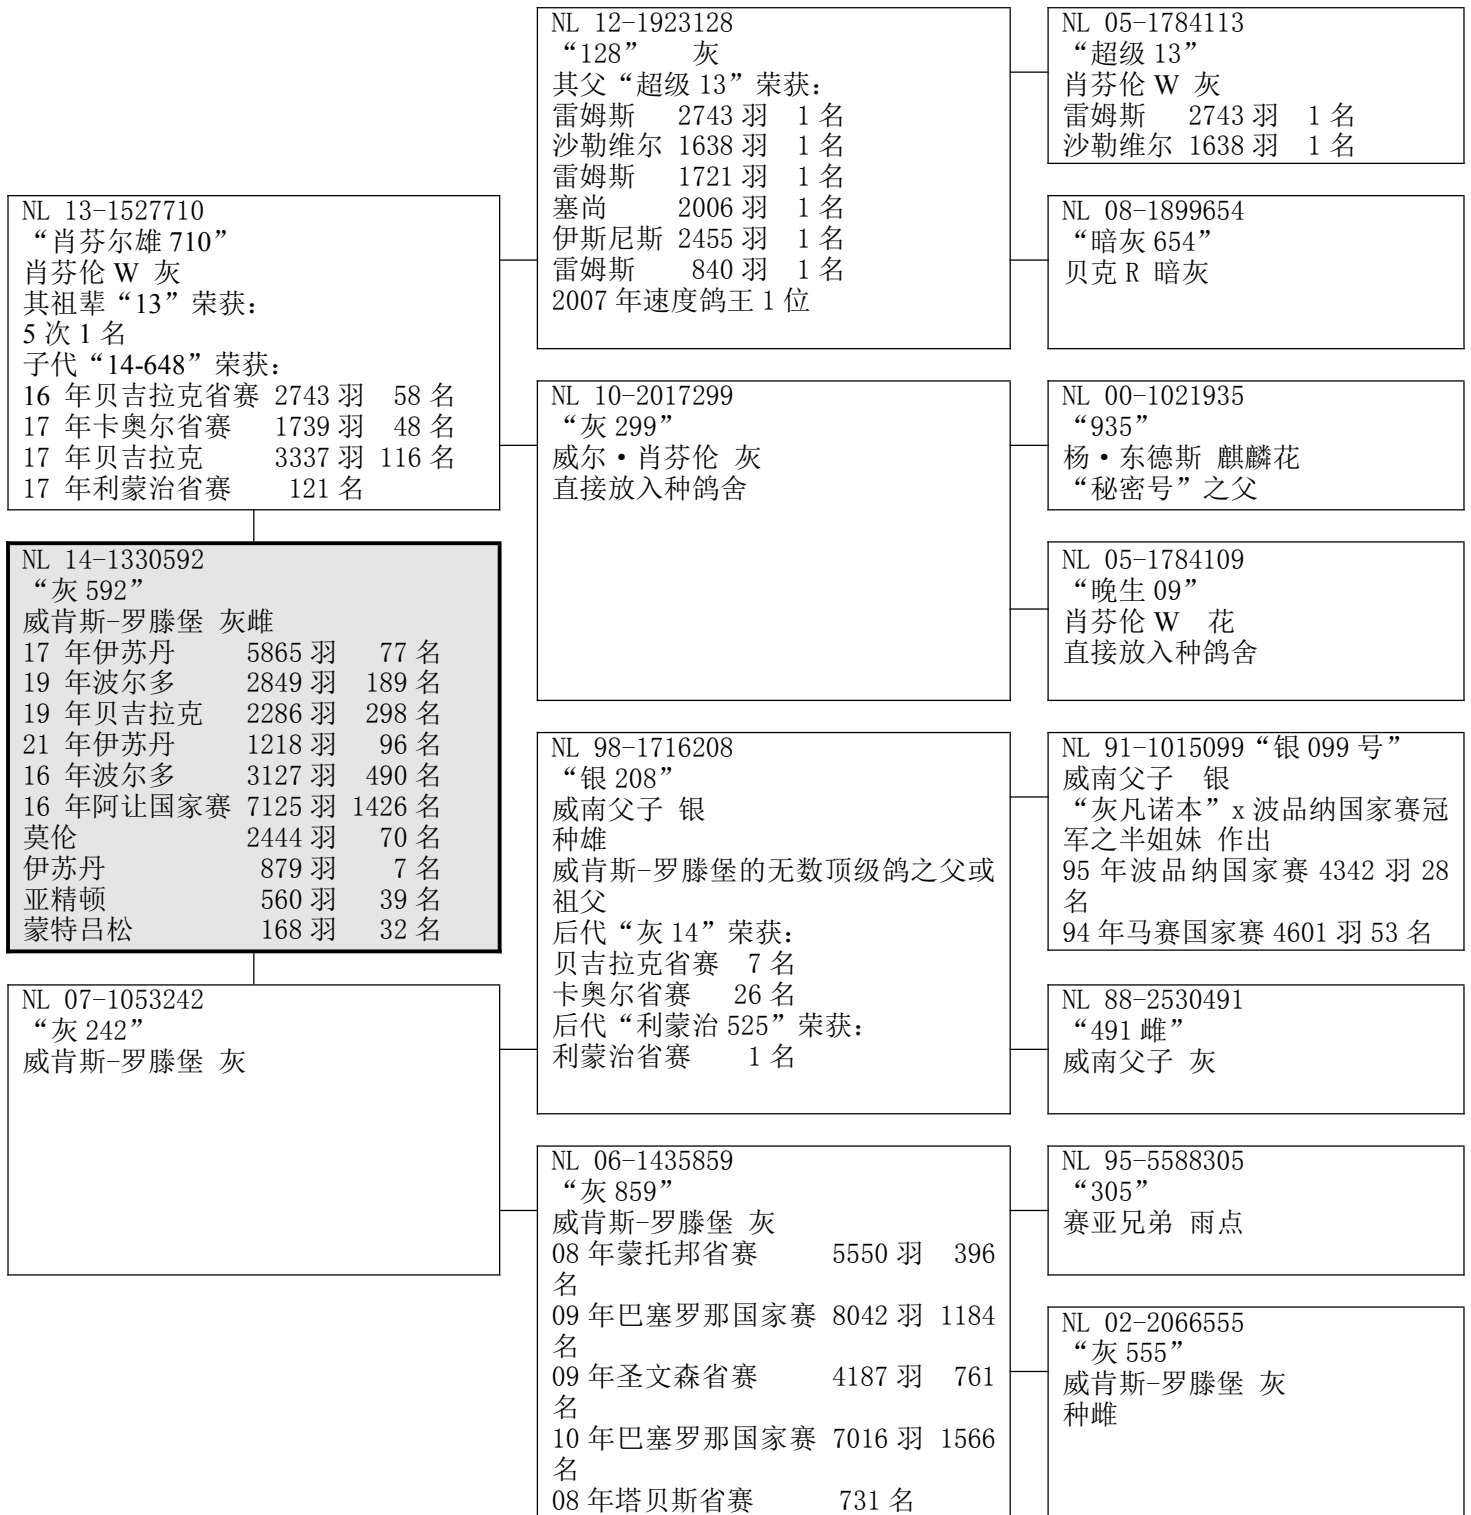 NL 13-1527710
“肖芬尔雄 710”
肖芬伦 W 灰
其祖辈“13”荣获：
5 次 1 名
子代“14-648”荣获：
16 年贝吉拉克省赛 2743 羽 58 名
17 年卡奥尔省赛 1739 羽 48 名
17 年贝吉拉克 3337 羽 116 名
17 年利蒙治省赛 121 名
NL 14-1330592
“灰 592”
威肯斯-罗滕堡 灰雌
17 年伊苏丹 5865 羽 77 名
19 年波尔多 2849 羽 189 名
19 年贝吉拉克 2286 羽 298 名
21 年伊苏丹 1218 羽 96 名
16 年波尔多 3127 羽 490 名
16 年阿让国家赛 7125 羽 1426 名
莫伦 2444 羽 70 名
伊苏丹 879 羽 7 名
亚精顿 560 羽 39 名
蒙特吕松 168 羽 32 名
NL 07-1053242
“灰 242”
威肯斯-罗滕堡 灰
NL 12-1923128
“128” 灰
其父“超级 13”荣获：
雷姆斯 2743 羽 1 名
沙勒维尔 1638 羽 1 名
雷姆斯 1721 羽 1 名
塞尚 2006 羽 1 名
伊斯尼斯 2455 羽 1 名
雷姆斯 840 羽 1 名
2007 年速度鸽王 1 位
NL 10-2017299
“灰 299”
威尔•肖芬伦 灰
直接放入种鸽舍
NL 98-1716208
“银 208”
威南父子 银
种雄
威肯斯-罗滕堡的无数顶级鸽之父或
祖父
后代“灰 14”荣获：
贝吉拉克省赛 7 名
卡奥尔省赛 26 名
后代“利蒙治 525”荣获：
利蒙治省赛 1 名
NL 06-1435859
“灰 859”
威肯斯-罗滕堡 灰
08 年蒙托邦省赛 5550 羽 396
名
09 年巴塞罗那国家赛 8042 羽 1184
名
09 年圣文森省赛 4187 羽 761
名
10 年巴塞罗那国家赛 7016 羽 1566
名
08 年塔贝斯省赛 731 名
NL 05-1784113
“超级 13”
肖芬伦 W 灰
雷姆斯 2743 羽 1 名
沙勒维尔 1638 羽 1 名
NL 08-1899654
“暗灰 654”
贝克 R 暗灰
NL 00-1021935
“935”
杨•东德斯 麒麟花
“秘密号”之父
NL 05-1784109
“晚生 09”
肖芬伦 W 花
直接放入种鸽舍
NL 91-1015099“银 099 号”
威南父子 银
“灰凡诺本”x 波品纳国家赛冠
军之半姐妹 作出
95 年波品纳国家赛 4342 羽 28
名
94 年马赛国家赛 4601 羽 53 名
NL 88-2530491
“491 雌”
威南父子 灰
NL 95-5588305
“305”
赛亚兄弟 雨点
NL 02-2066555
“灰 555”
威肯斯-罗滕堡 灰
种雌